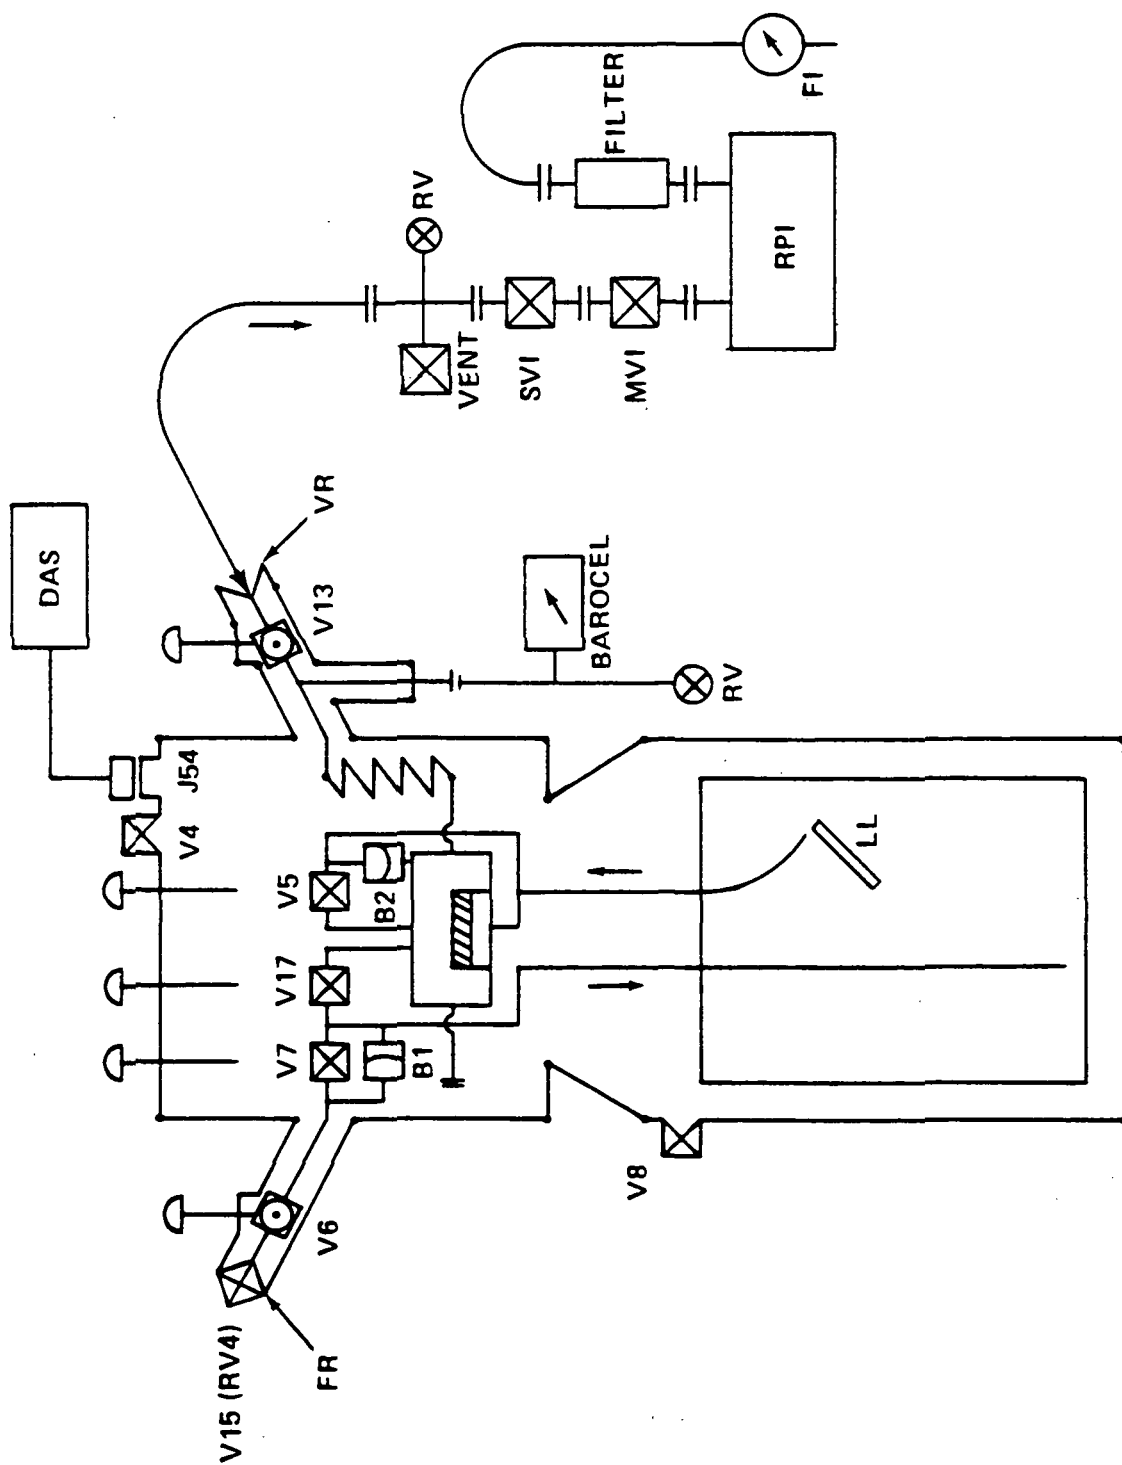 V15 (RV4)
FR
V6
V8
V7
B1
V17
V5
B2
V4
J54
DAS
LL
V13
VR
RV
BAROCEL
VENT
RV
SVI
MVI
FILTER
RPI
FI